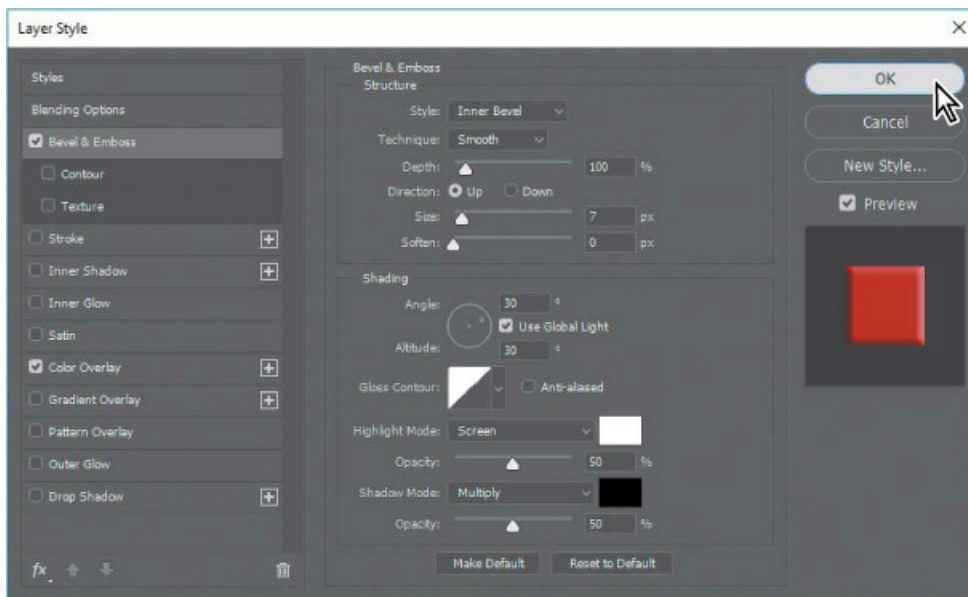 Layer Style
Styles
Blending Options
Bevel & Emboss
Contour
Texture
Stroke
Inner Shadow
Inner Glow
Satin
Color Overlay
Gradient Overlay
Pattern Overlay
Outer Glow
Drop Shadow
fx
Bevel & Emboss
Structure
Style: Inner Bevel
Technique: Smooth
Depth: 100 %
Direction: Up Down
Size: 7 px
Soften: 0 px
Shading
Angle: 30 °
Use Global Light
Altitude: 30 °
Gloss Contour: Anti-aliased
Highlight Mode: Screen
Opacity: 50 %
Shadow Mode: Multiply
Opacity: 50 %
Make Default Reset to Default
OK
Cancel
New Style...
Preview